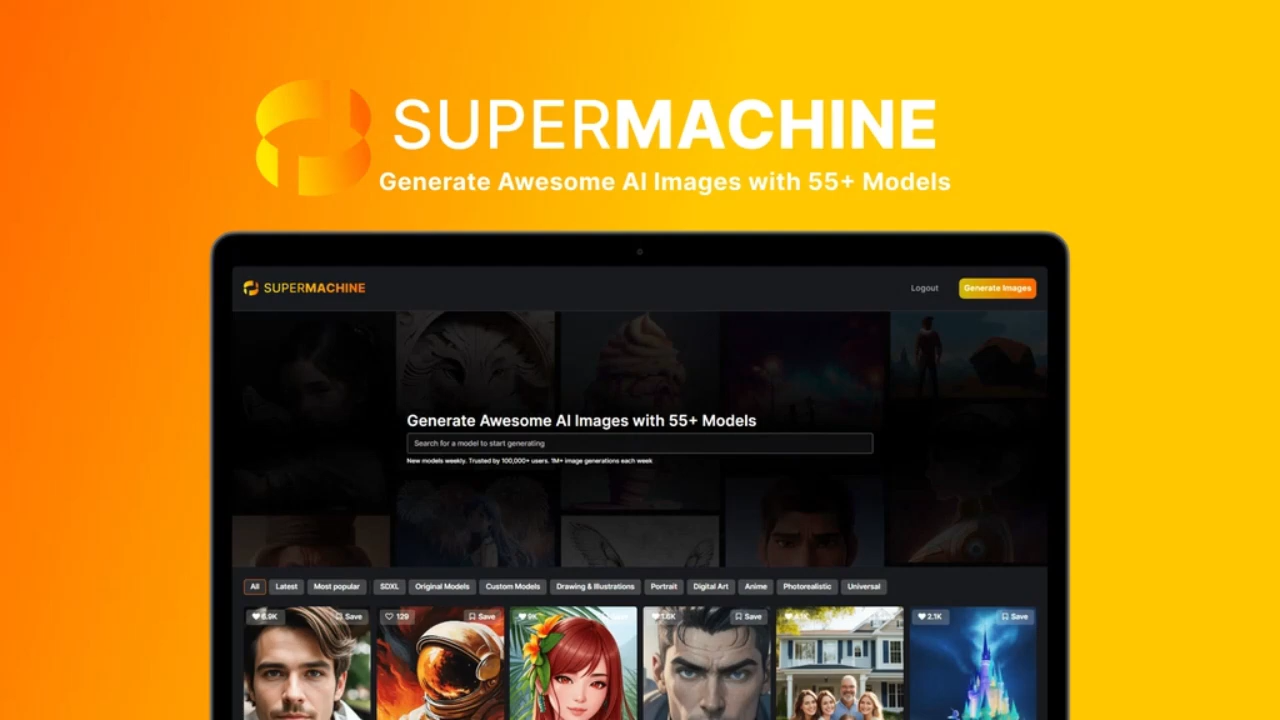 SUPERMACHINE
Generate Awesome AI Images with 55+ Models
SUPERMACHINE
Logout
Generate Images
Generate Awesome AI Images with 55+ Models
Search for a model to start generating
New models weekly. Trusted by 100,000+ users. 1M+ image generations each week
All Latest Most popular SDXL Original Models Custom Models Drawing & Illustrations Portrait Digital Art Anime Photorealistic Universal
Save 129 Save Save 2.1K Save